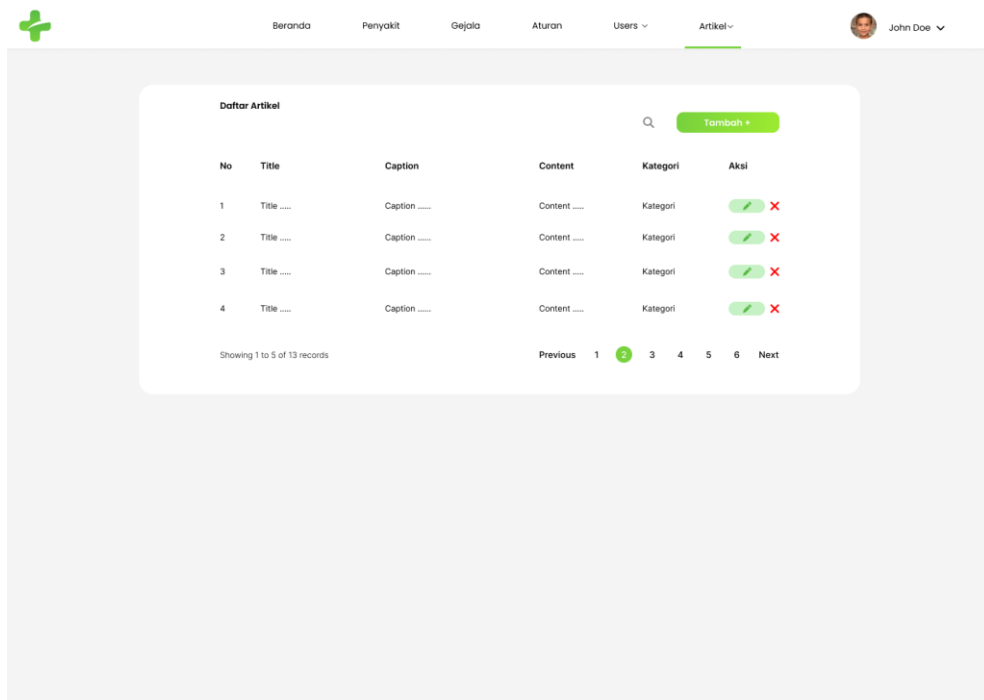 Beranda Penyakit Gejala Aturan Users Artikel John Doe
Daftar Artikel
Tambah +
No Title Caption Content Kategori Aksi
1 Title ..... Caption ...... Content ..... Kategori
2 Title ..... Caption ...... Content ..... Kategori
3 Title ..... Caption ...... Content ..... Kategori
4 Title ..... Caption ...... Content ..... Kategori
Showing 1 to 5 of 13 records Previous 1 2 3 4 5 6 Next